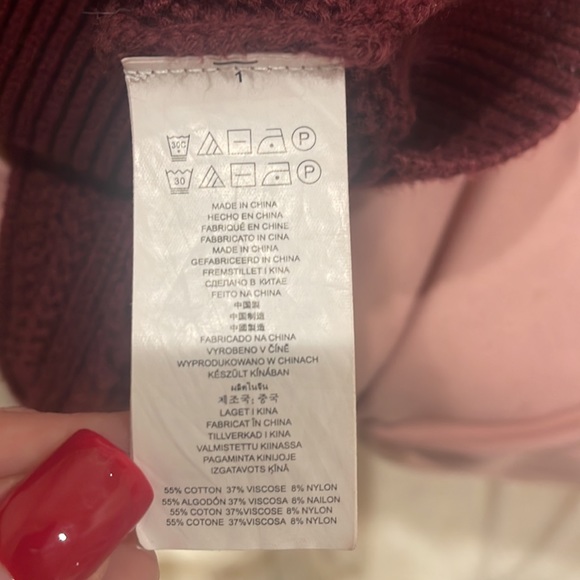 1
30C P
30 P
MADE IN CHINA
HECHO EN CHINA
FABRIQUÉ EN CHINE
FABBRICATO IN CINA
MADE IN CHINA
GEFABRICEERD IN CHINA
FREMSTILLET I KINA
СДЕЛАНО В КИТАЕ
FEITO NA CHINA
中国製
中国制造
中國製造
FABRICADO NA CHINA
VYROBENO V ČÍNĚ
WYPRODUKOWANO W CHINACH
KÉSZÜLT KÍNÁBAN
ผลิตในจีน
제조국: 중국
LAGET I KINA
FABRICAT ÎN CHINA
TILLVERKAD I KINA
VALMISTETTU KIINASSA
PAGAMINTA KINIJOJE
IZGATAVOTS ĶĪNĀ
55% COTTON 37% VISCOSE 8% NYLON
55% ALGODÓN 37% VISCOSA 8% NAILON
55% COTON 37%VISCOSE 8% NYLON
55% COTONE 37%VISCOSA 8% NYLON